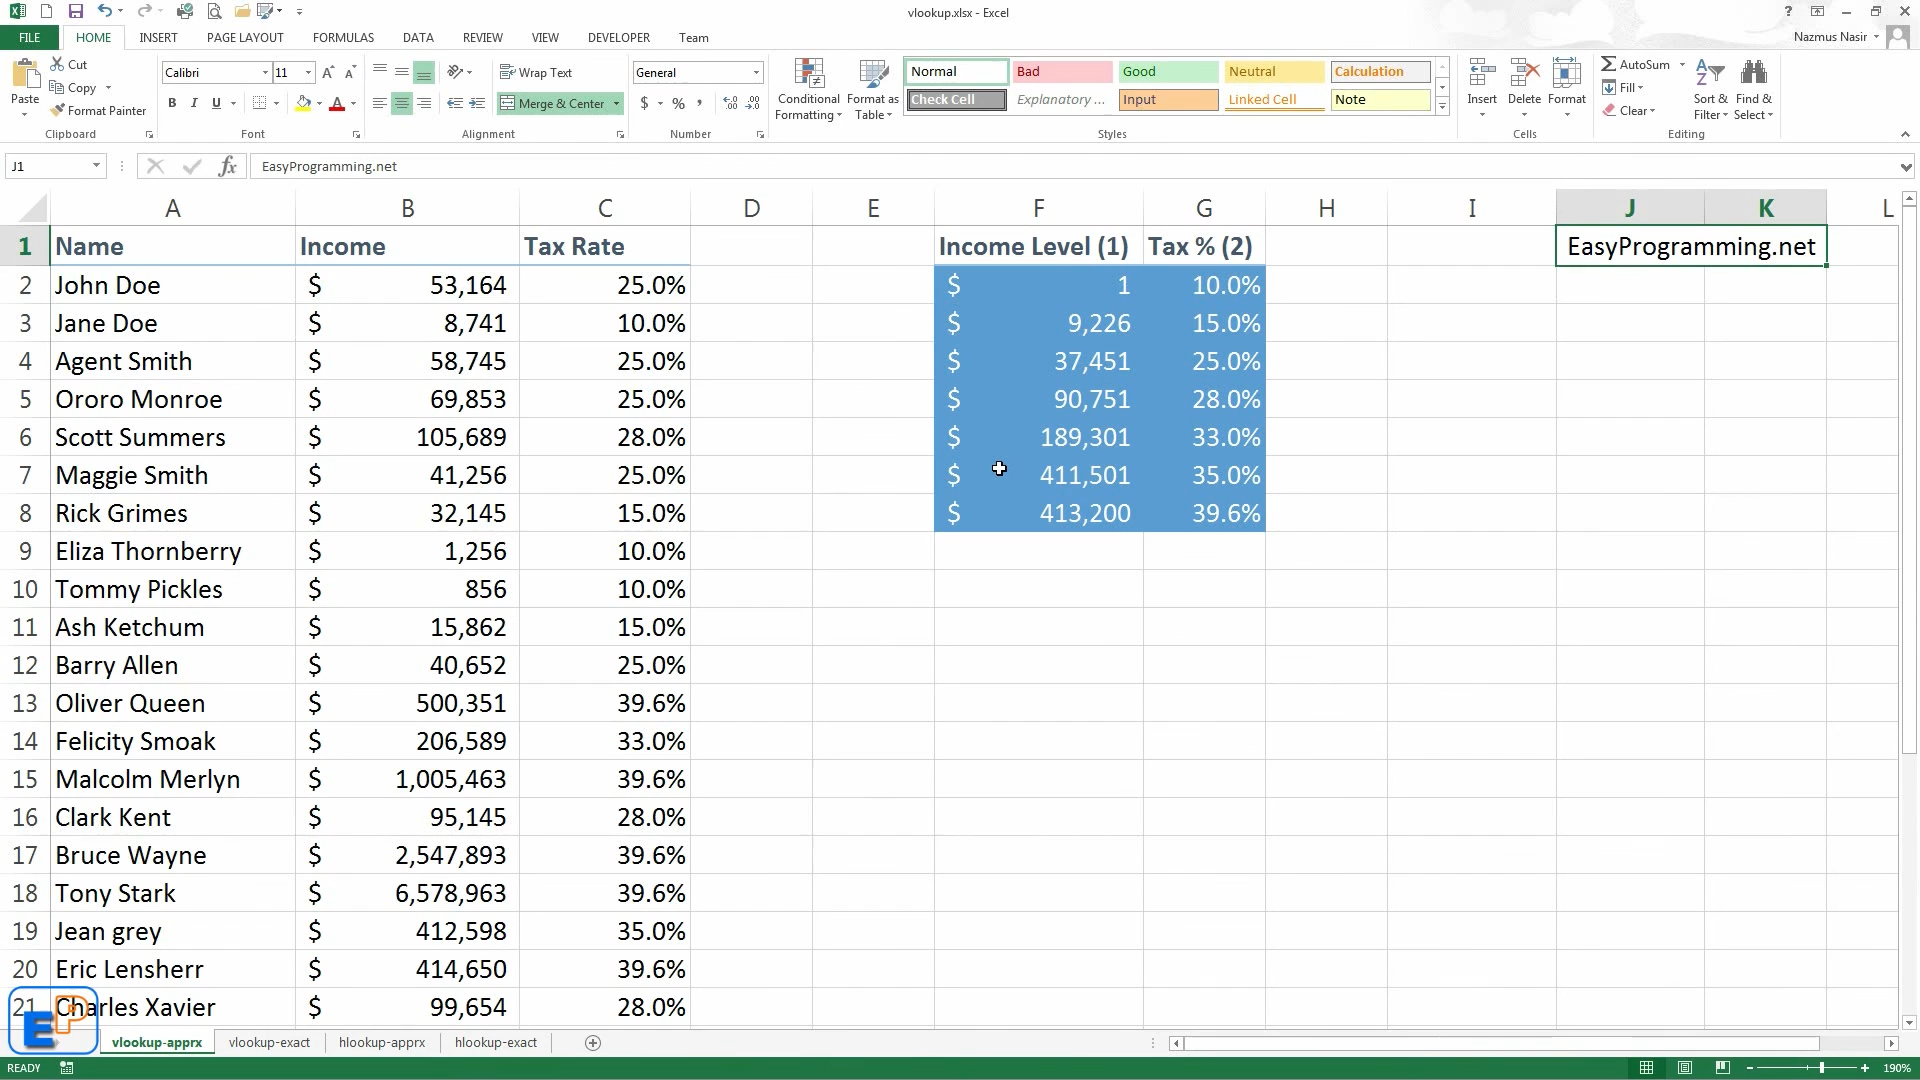 vlookup.xlsx - Excel
?
FILE HOME INSERT PAGE LAYOUT FORMULAS DATA REVIEW VIEW DEVELOPER Team Nazmus Nasir
Paste Cut Copy Format Painter Clipboard
Calibri 11 A A B I U A Font
Wrap Text Merge & Center Alignment
General $ % , Number
Conditional Formatting Format as Table
Normal Bad Good Neutral Calculation
Check Cell Explanatory ... Input Linked Cell Note
Styles
Insert Delete Format Cells
AutoSum Fill Clear Sort & Filter Find & Select Editing
J1 fx EasyProgramming.net
A B C D E F G H I J K L
1 Name Income Tax Rate Income Level (1) Tax % (2) EasyProgramming.net
2 John Doe $ 53,164 25.0% $ 1 10.0%
3 Jane Doe $ 8,741 10.0% $ 9,226 15.0%
4 Agent Smith $ 58,745 25.0% $ 37,451 25.0%
5 Ororo Monroe $ 69,853 25.0% $ 90,751 28.0%
6 Scott Summers $ 105,689 28.0% $ 189,301 33.0%
7 Maggie Smith $ 41,256 25.0% $ 411,501 35.0%
8 Rick Grimes $ 32,145 15.0% $ 413,200 39.6%
9 Eliza Thornberry $ 1,256 10.0%
10 Tommy Pickles $ 856 10.0%
11 Ash Ketchum $ 15,862 15.0%
12 Barry Allen $ 40,652 25.0%
13 Oliver Queen $ 500,351 39.6%
14 Felicity Smoak $ 206,589 33.0%
15 Malcolm Merlyn $ 1,005,463 39.6%
16 Clark Kent $ 95,145 28.0%
17 Bruce Wayne $ 2,547,893 39.6%
18 Tony Stark $ 6,578,963 39.6%
19 Jean grey $ 412,598 35.0%
20 Eric Lensherr $ 414,650 39.6%
21 Charles Xavier $ 99,654 28.0%
EP
vlookup-apprx vlookup-exact hlookup-apprx hlookup-exact
READY 190%